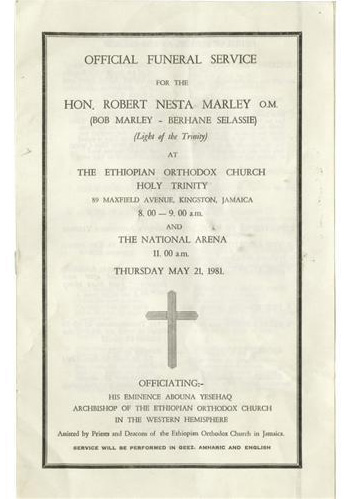 OFFICIAL FUNERAL SERVICE
FOR THE
HON. ROBERT NESTA MARLEY O.M.
(BOB MARLEY - BERHANE SELASSIE)
(Light of the Trinity)
AT
THE ETHIOPIAN ORTHODOX CHURCH
HOLY TRINITY
89 MAXFIELD AVENUE, KINGSTON, JAMAICA
8. 00 — 9. 00 a.m.
AND
THE NATIONAL ARENA
11. 00 a.m.
THURSDAY MAY 21, 1981.
OFFICIATING:-
HIS EMINENCE ABOUNA YESEHAQ
ARCHBISHOP OF THE ETHIOPIAN ORTHODOX CHURCH
IN THE WESTERN HEMISPHERE
Assisted by Priests and Deacons of the Ethiopian Orthodox Church in Jamaica.
SERVICE WILL BE PERFORMED IN GEEZ, AMHARIC AND ENGLISH